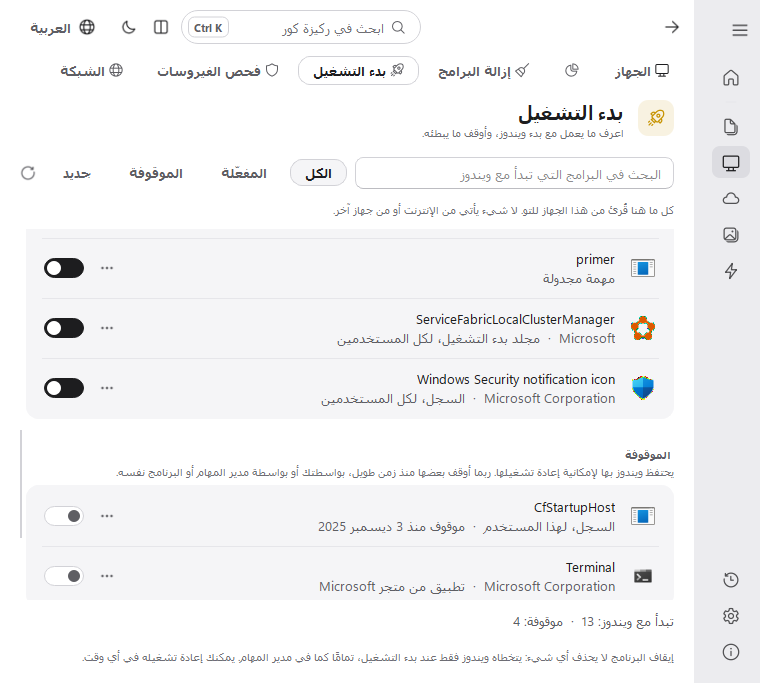 ابحث في ركيزة كور
Ctrl K
العربية
الجهاز
إزالة البرامج
بدء التشغيل
فحص الفيروسات
الشبكة
بدء التشغيل
اعرف ما يعمل مع بدء ويندوز، وأوقف ما يبطئه.
البحث في البرامج التي تبدأ مع ويندوز
الكل
المفعّلة
الموقوفة
جديد
كل ما هنا قُرئ من هذا الجهاز للتو. لا شيء يأتي من الإنترنت أو من جهاز آخر.
primer
مهمة مجدولة
ServiceFabricLocalClusterManager
Microsoft · مجلد بدء التشغيل، لكل المستخدمين
Windows Security notification icon
Microsoft Corporation · السجل، لكل المستخدمين
الموقوفة
يحتفظ ويندوز بها لإمكانية إعادة تشغيلها. ربما أوقف بعضها منذ زمن طويل، بواسطتك أو بواسطة مدير المهام أو البرنامج نفسه.
CfStartupHost
السجل، لهذا المستخدم · موقوف منذ 3 ديسمبر 2025
Terminal
Microsoft Corporation · تطبيق من متجر Microsoft
تبدأ مع ويندوز: 13 · موقوفة: 4
إيقاف البرنامج لا يحذف أي شيء: يتخطاه ويندوز فقط عند بدء التشغيل، تمامًا كما في مدير المهام. يمكنك إعادة تشغيله في أي وقت.